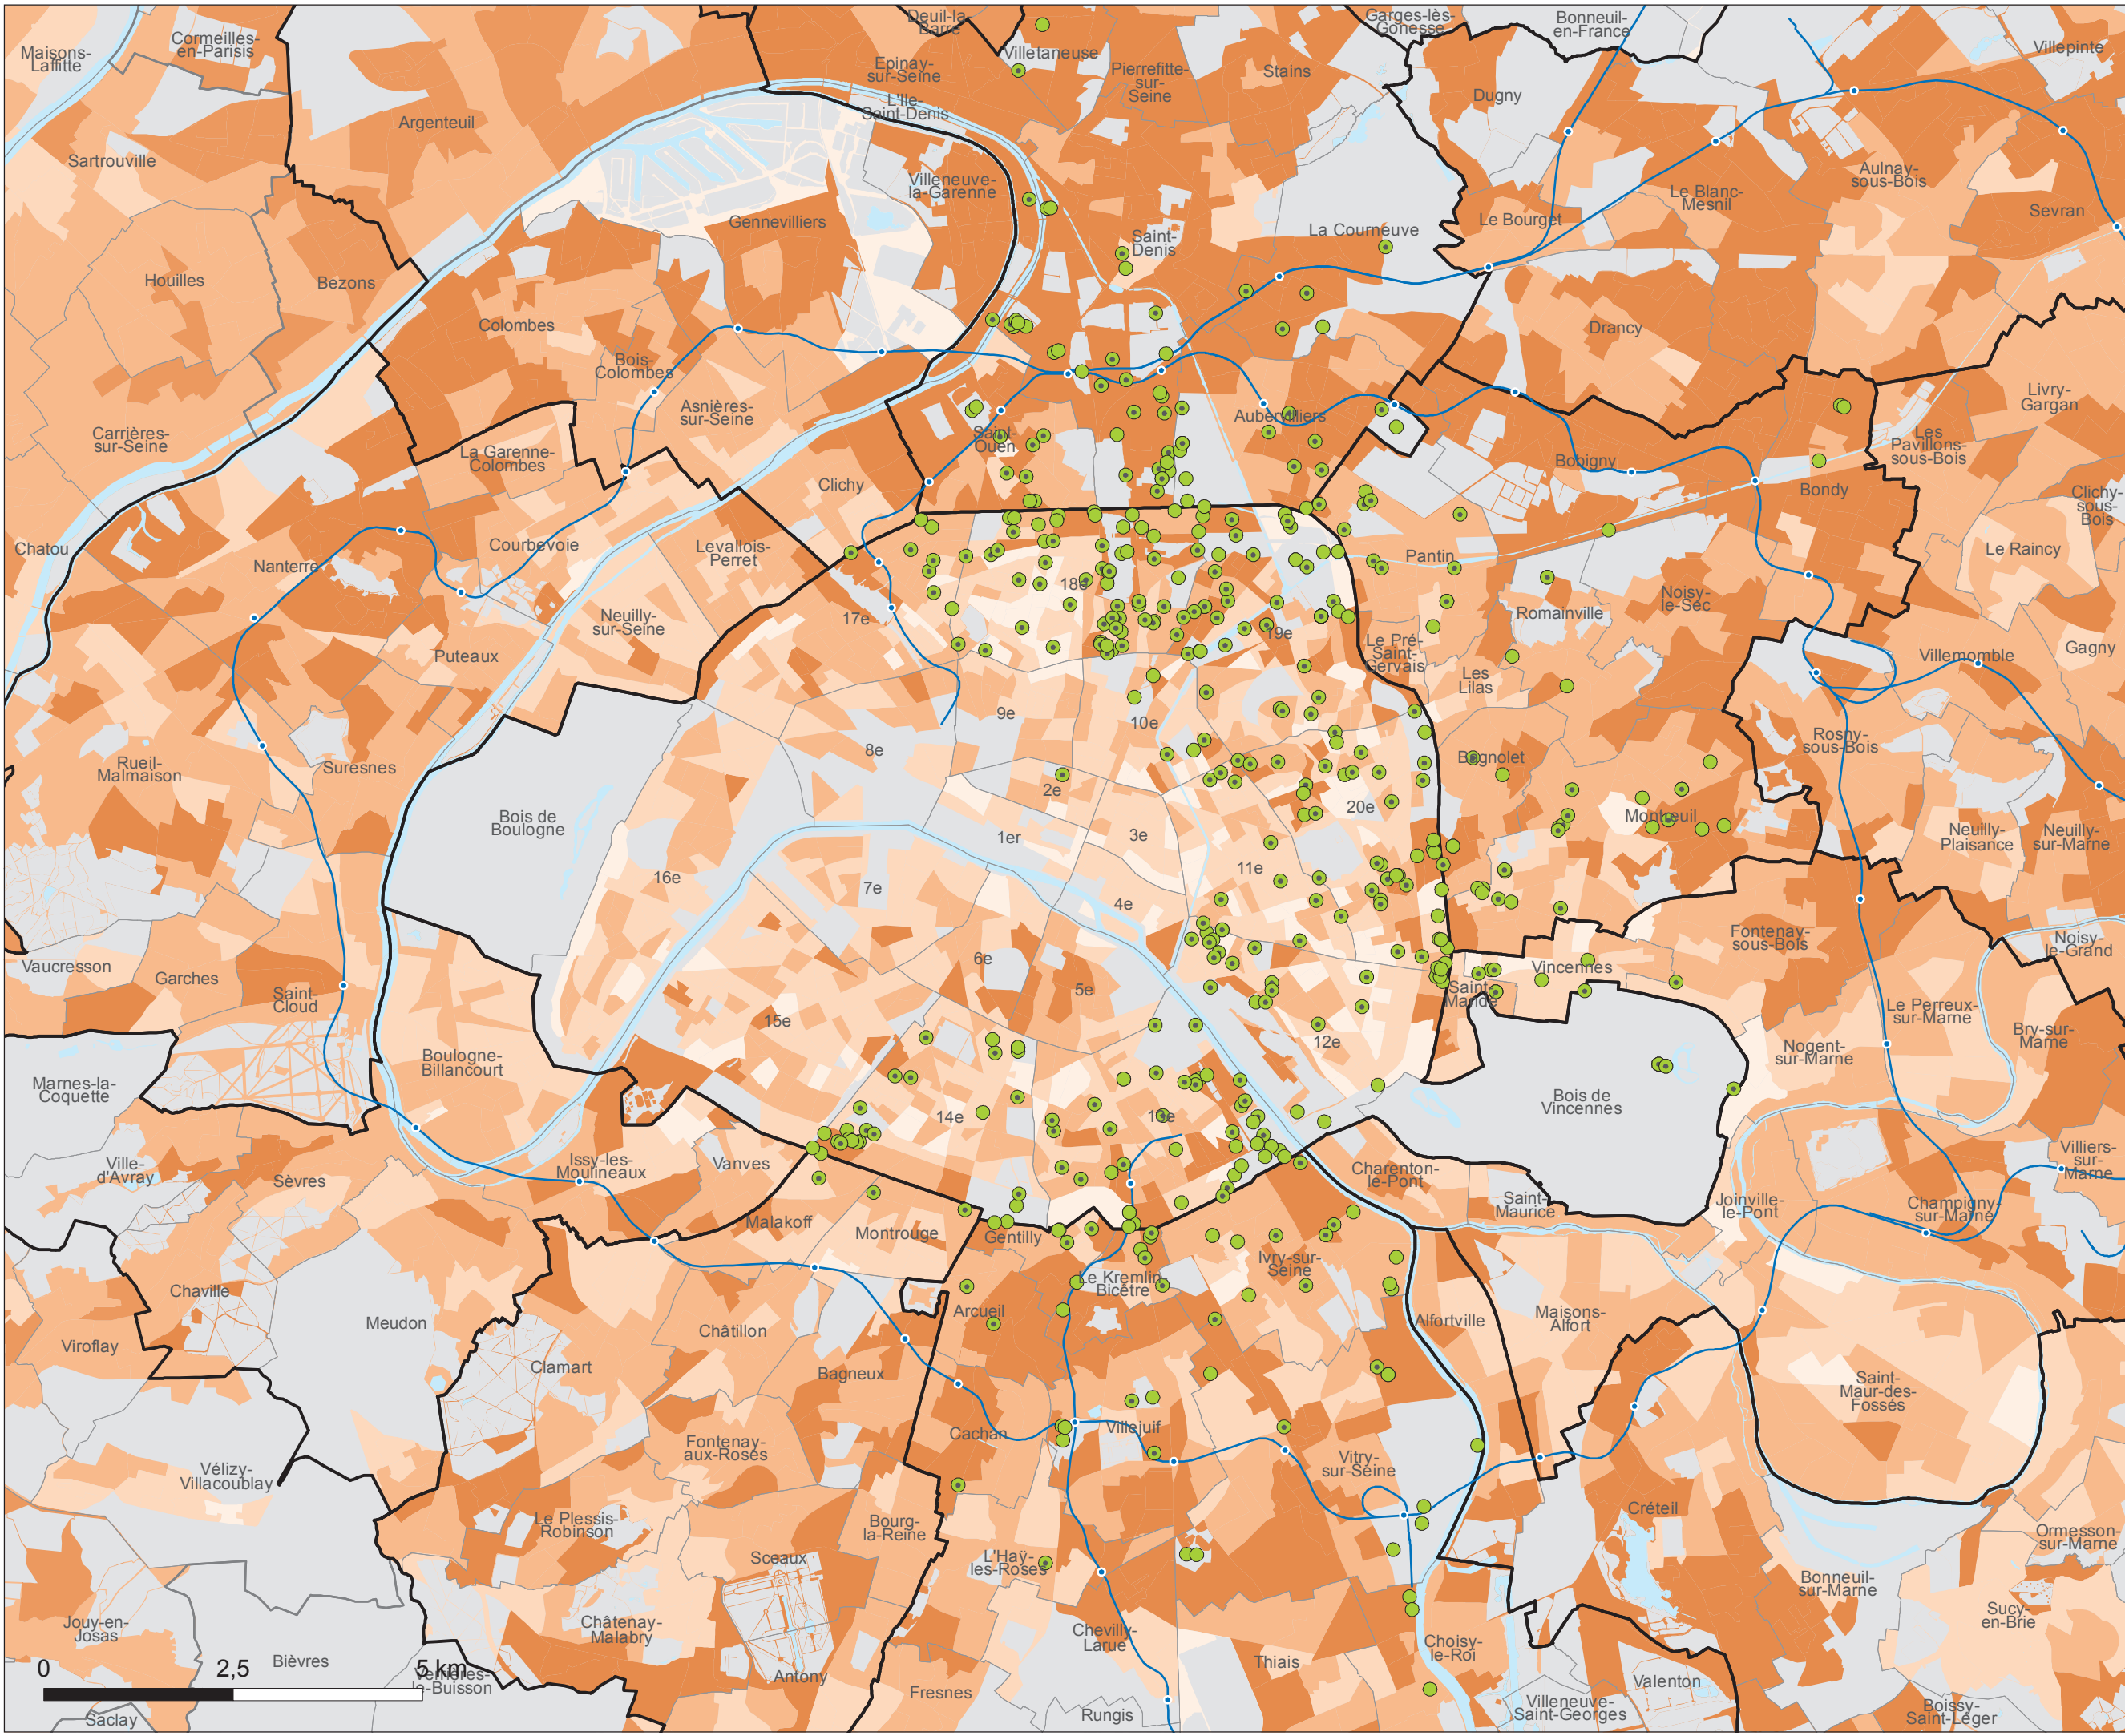 Deuil-la-
Barre
Garges-lès-
Gonesse
Bonneuil-
en-France
Maisons-
Laffitte
Cormeilles-
en-Parisis
Villetaneuse
Villepinte
Epinay-
sur-Seine
Pierrefitte-
sur-
Seine
Stains
Dugny
L'Ile-
Saint-Denis
Argenteuil
Sartrouville
Aulnay-
sous-Bois
Villeneuve-
la-Garenne
Le Blanc-
Mesnil
Sevran
Gennevilliers
Le Bourget
La Courneuve
Saint-
Denis
Houilles
Bezons
Colombes
Drancy
Bois-
Colombes
Asnières-
sur-Seine
Aubervilliers
Livry-
Gargan
Carrières-
sur-Seine
La Garenne-
Colombes
Saint-
Ouen
Les
Pavillons-
sous-Bois
Bobigny
Clichy
Bondy
Clichy-
sous-
Bois
Chatou
Nanterre
Courbevoie
Levallois-
Perret
Pantin
Le Raincy
18e
Noisy-
le-Sec
Romainville
Neuilly-
sur-Seine
17e
19e
Le Pré-
Saint-
Gervais
Puteaux
Les
Lilas
Villemomble
Gagny
9e
10e
8e
Rosny-
sous-Bois
Rueil-
Malmaison
Suresnes
Bagnolet
2e
20e
Bois de
Boulogne
1er
3e
Montreuil
Neuilly-
Plaisance
Neuilly-
sur-Marne
16e
7e
11e
4e
Fontenay-
sous-Bois
Noisy-
le-Grand
Vaucresson
Garches
6e
Vincennes
Saint-
Cloud
5e
Saint-
Mandé
Le Perreux-
sur-Marne
15e
12e
Bry-sur-
Marne
Nogent-
sur-Marne
Boulogne-
Billancourt
Marnes-la-
Coquette
14e
13e
Bois de
Vincennes
Ville-
d'Avray
Sèvres
Issy-les-
Moulineaux
Vanves
Charenton-
le-Pont
Villiers-
sur-
Marne
Saint-
Maurice
Joinville-
le-Pont
Champigny-
sur-Marne
Malakoff
Montrouge
Gentilly
Ivry-sur-
Seine
Le Kremlin-
Bicêtre
Chaville
Meudon
Arcueil
Alfortville
Maisons-
Alfort
Viroflay
Châtillon
Clamart
Bagneux
Saint-
Maur-des-
Fossés
Cachan
Villejuif
Fontenay-
aux-Roses
Vitry-
sur-Seine
Vélizy-
Villacoublay
Le Plessis-
Robinson
Bourg-
la-Reine
Créteil
Sceaux
L'Haÿ-
les-Roses
Ormesson-
sur-Marne
Bonneuil-
sur-Marne
Jouy-en-
Josas
Châtenay-
Malabry
Chevilly-
Larue
Sucy-
en-Brie
Bièvres
Choisy-
le-Roi
Thiais
0 2,5 5 km
Verrières-
le-Buisson
Antony
Fresnes
Valenton
Saclay
Rungis
Villeneuve-
Saint-Georges
Boissy-
Saint-Léger